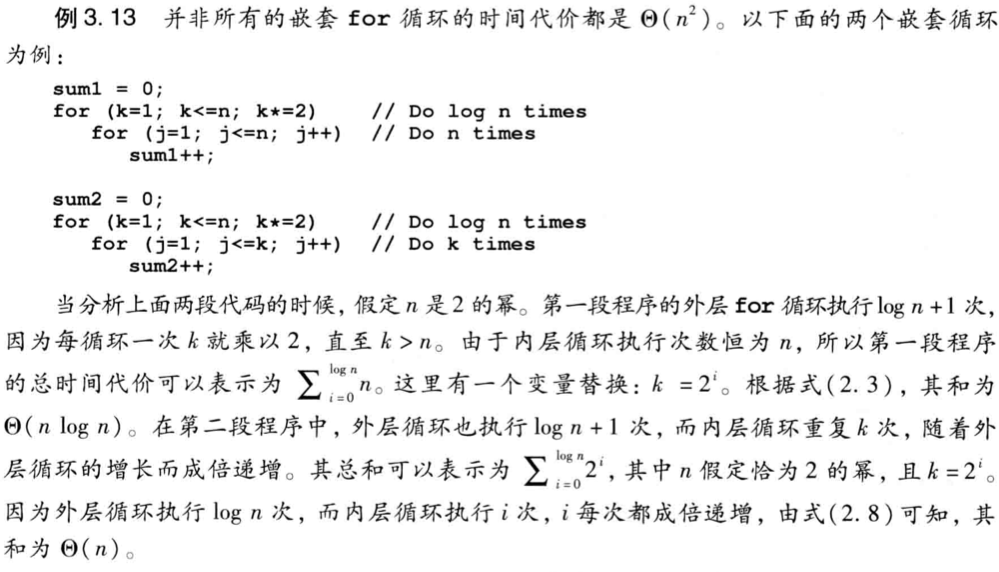 例3.13 并非所有的嵌套 for 循环的时间代价都是 Θ(n²)。以下面的两个嵌套循环
为例：
sum1 = 0;
for (k=1; k<=n; k*=2) // Do log n times
for (j=1; j<=n; j++) // Do n times
sum1++;
sum2 = 0;
for (k=1; k<=n; k*=2) // Do log n times
for (j=1; j<=k; j++) // Do k times
sum2++;
当分析上面两段代码的时候，假定 n 是 2 的幂。第一段程序的外层 for 循环执行 log n + 1 次，
因为每循环一次 k 就乘以 2，直至 k > n。由于内层循环执行次数恒为 n，所以第一段程序
的总时间代价可以表示为 ∑_{i=0}^{log n} n。这里有一个变量替换：k = 2^i。根据式(2.3)，其和为
Θ(n log n)。在第二段程序中，外层循环也执行 log n + 1 次，而内层循环重复 k 次，随着外
层循环的增长而成倍递增。其总和可以表示为 ∑_{i=0}^{log n} 2^i，其中 n 假定恰为 2 的幂，且 k = 2^i。
因为外层循环执行 log n 次，而内层循环执行 i 次，i 每次都成倍递增，由式(2.8)可知，其
和为 Θ(n)。